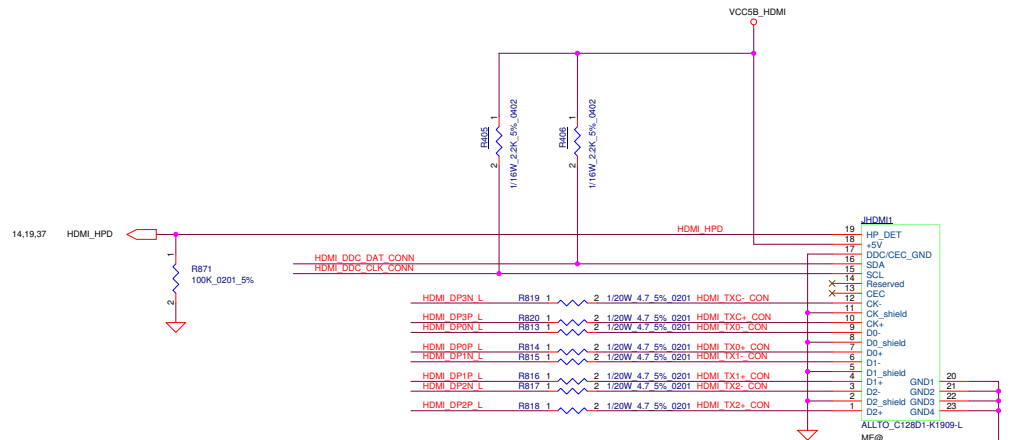 VCC5B_HDMI
R405
1
2
1/16W_2.2K_5%_0402
R406
1
2
1/16W_2.2K_5%_0402
14,19,37 HDMI_HPD
HDMI_HPD
R871
100K_0201_5%
1
2
HDMI_DDC_DAT_CONN
HDMI_DDC_CLK_CONN
HDMI_DP3N_L R819 1 2 1/20W_4.7_5%_0201 HDMI_TXC-_CON
HDMI_DP3P_L R820 1 2 1/20W_4.7_5%_0201 HDMI_TXC+_CON
HDMI_DP0N_L R813 1 2 1/20W_4.7_5%_0201 HDMI_TX0-_CON
HDMI_DP0P_L R814 1 2 1/20W_4.7_5%_0201 HDMI_TX0+_CON
HDMI_DP1N_L R815 1 2 1/20W_4.7_5%_0201 HDMI_TX1-_CON
HDMI_DP1P_L R816 1 2 1/20W_4.7_5%_0201 HDMI_TX1+_CON
HDMI_DP2N_L R817 1 2 1/20W_4.7_5%_0201 HDMI_TX2-_CON
HDMI_DP2P_L R818 1 2 1/20W_4.7_5%_0201 HDMI_TX2+_CON
JHDMI1
19 HP_DET
18 +5V
17 DDC/CEC_GND
16 SDA
15 SCL
14 Reserved
13 CEC
12 CK-
11 CK_shield
10 CK+
9 D0-
8 D0_shield
7 D0+
6 D1-
5 D1_shield
4 D1+ GND1 20
3 D2- GND2 21
2 D2_shield GND3 22
1 D2+ GND4 23
ALLTO_C128D1-K1909-L
ME@